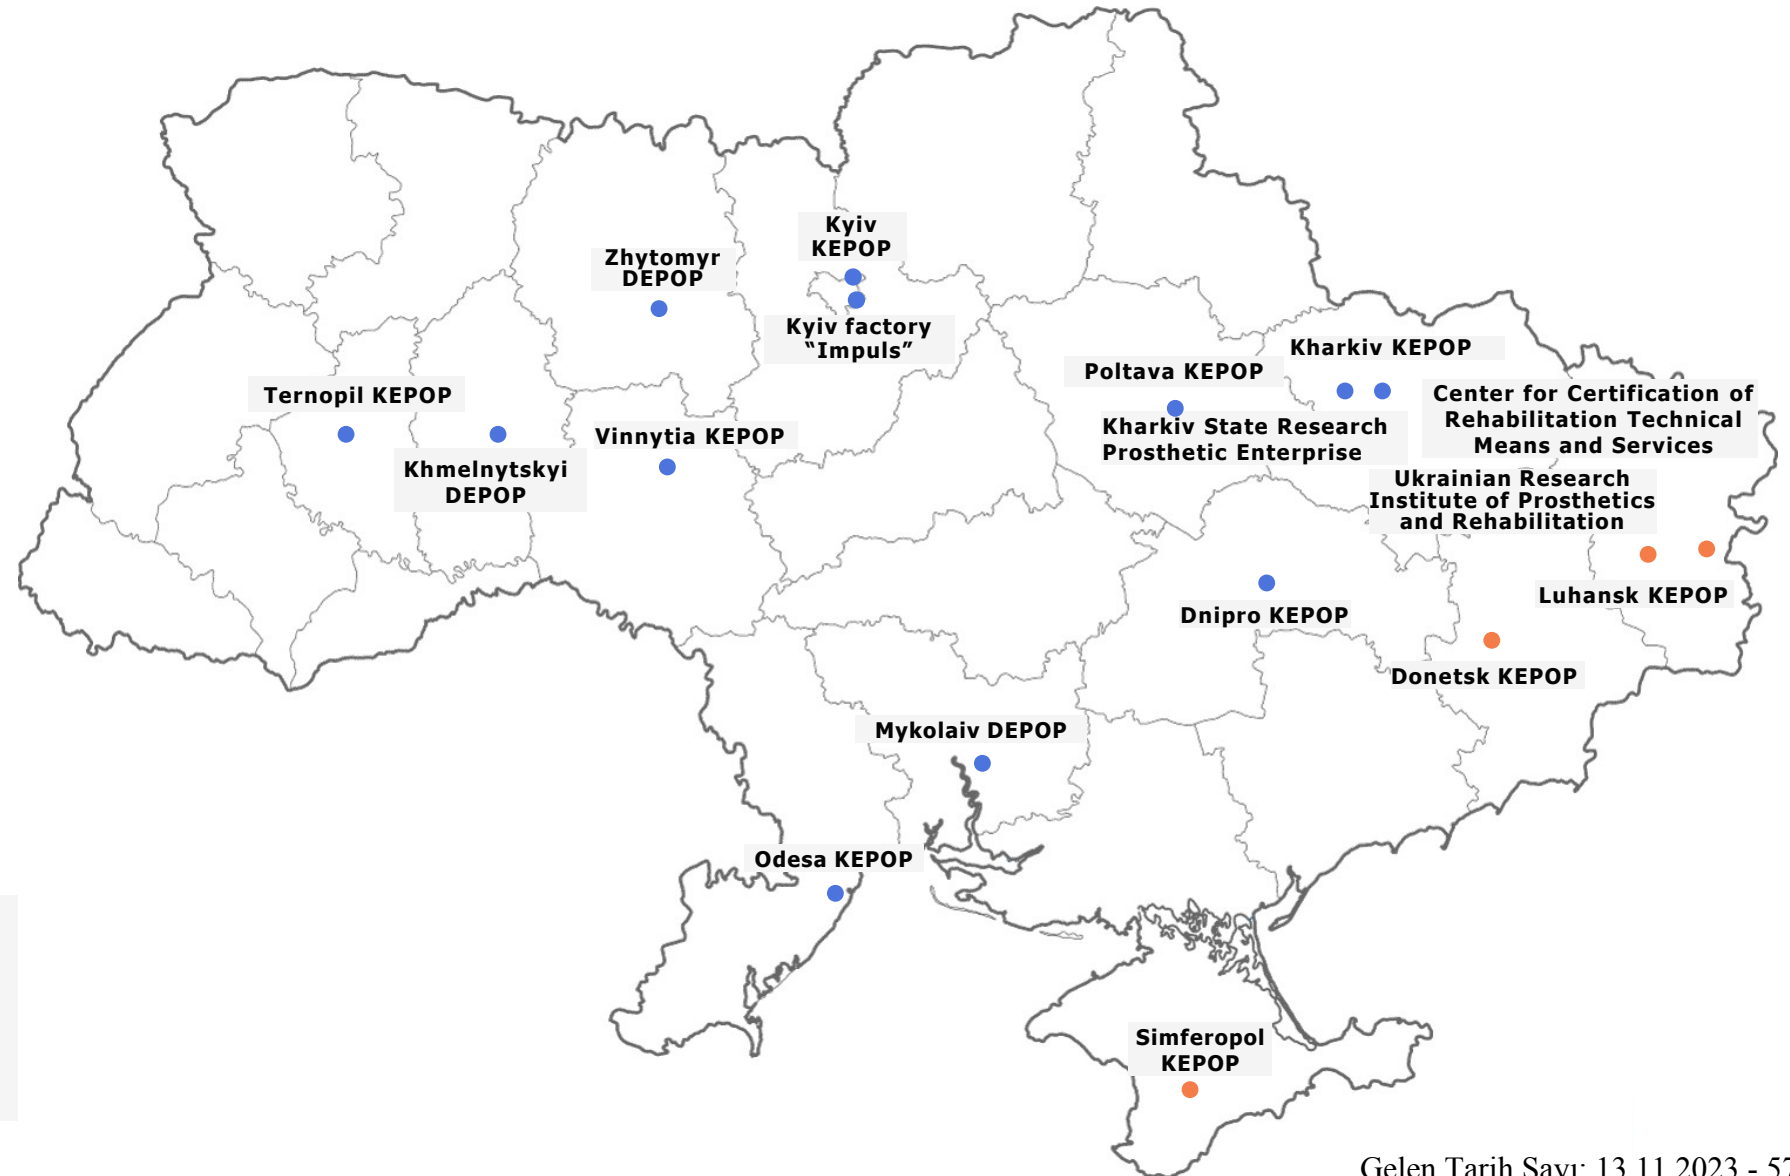 Kyiv
KEPOP
Zhytomyr
DEPOP
Kyiv factory
“Impuls”
Kharkiv KEPOP
Poltava KEPOP
Ternopil KEPOP
Center for Certification of
Rehabilitation Technical
Means and Services
Kharkiv State Research
Prosthetic Enterprise
Vinnytia KEPOP
Khmelnytskyi
DEPOP
Ukrainian Research
Institute of Prosthetics
and Rehabilitation
Luhansk KEPOP
Dnipro KEPOP
Donetsk KEPOP
Mykolaiv DEPOP
Odesa KEPOP
Simferopol
KEPOP
Gelen Tarih Sayı: 13.11.2023 - 57